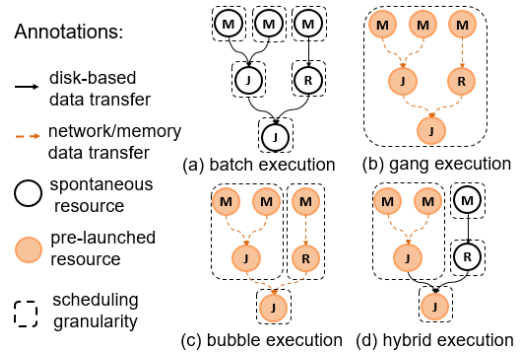 Annotations:
disk-based
data transfer
network/memory
data transfer
spontaneous
resource
pre-launched
resource
scheduling
granularity
M M M
J R
J
(a) batch execution
M M M
J R
J
(b) gang execution
M M M
J R
J
(c) bubble execution
M M M
J R
J
(d) hybrid execution